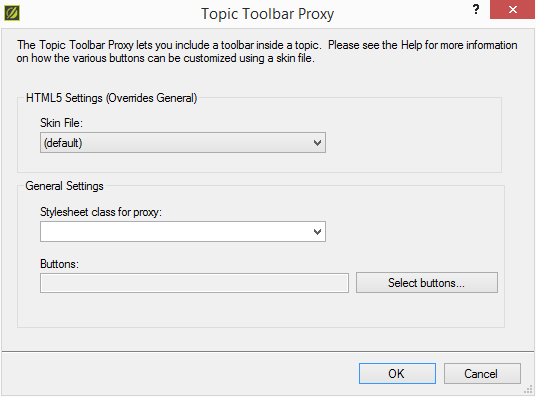 Topic Toolbar Proxy
?
The Topic Toolbar Proxy lets you include a toolbar inside a topic. Please see the Help for more information
on how the various buttons can be customized using a skin file.
HTML5 Settings (Overrides General)
Skin File:
(default)
General Settings
Stylesheet class for proxy:
Buttons:
Select buttons...
OK
Cancel